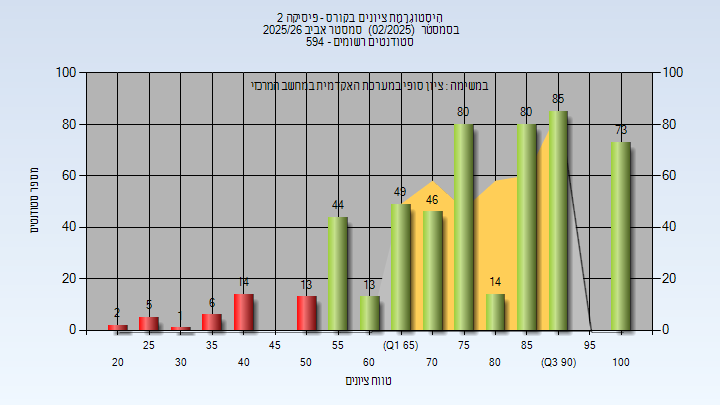 היסטוגרמת ציונים בקורס - פיסיקה 2
בסמסטר (02/2025) סמסטר אביב 2025/26
סטודנטים רשומים - 594
במשימה : ציון סופי במערכת האקדמית במחשב המרכזי
100 100
80 80
60 60
40 40
20 20
0 0
מספר סטודנטים
2 5 1 6 14 13 44 13 49 46 80 14 80 85 73
25 35 45 55 (Q1 65) 75 85 95
20 30 40 50 60 70 80 (Q3 90) 100
טווח ציונים